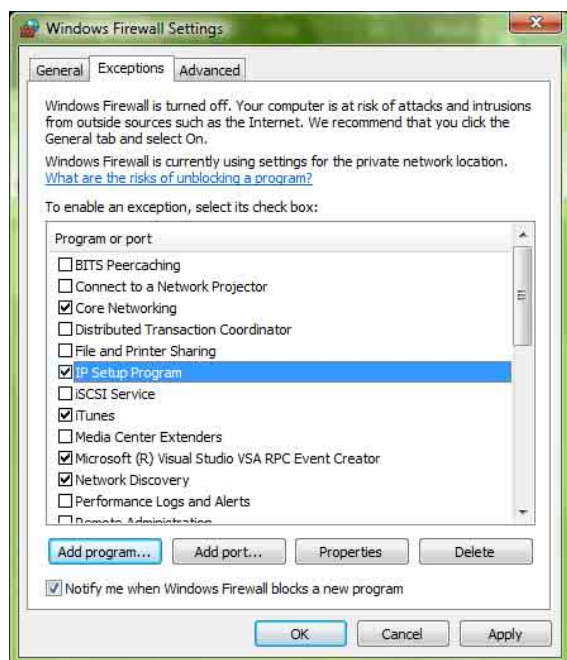 Windows Firewall Settings
General Exceptions Advanced
Windows Firewall is turned off. Your computer is at risk of attacks and intrusions
from outside sources such as the Internet. We recommend that you click the
General tab and select On.
Windows Firewall is currently using settings for the private network location.
What are the risks of unblocking a program?
To enable an exception, select its check box:
Program or port
BITS Peercaching
Connect to a Network Projector
Core Networking
Distributed Transaction Coordinator
File and Printer Sharing
IP Setup Program
iSCSI Service
iTunes
Media Center Extenders
Microsoft (R) Visual Studio VSA RPC Event Creator
Network Discovery
Performance Logs and Alerts
Remote Administration
Add program... Add port... Properties Delete
Notify me when Windows Firewall blocks a new program
OK Cancel Apply